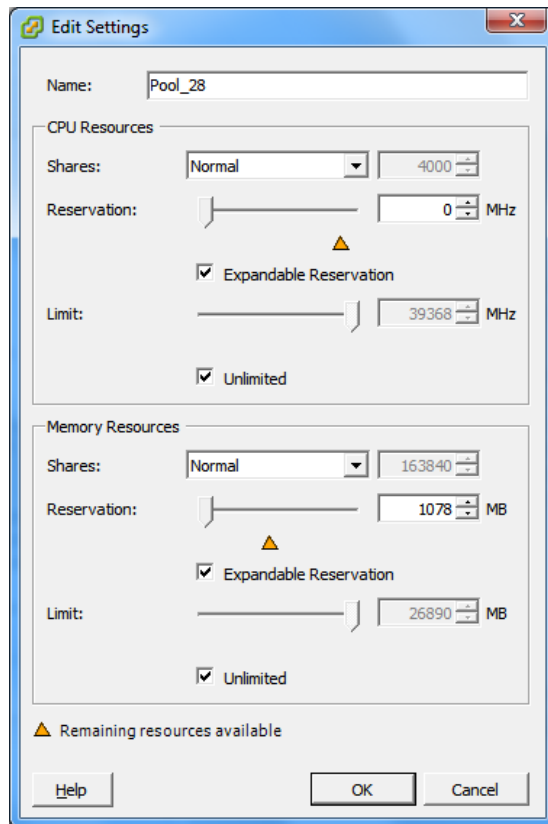 Edit Settings
Name: Pool_28
CPU Resources
Shares: Normal 4000
Reservation: 0 MHz
Expandable Reservation
Limit: 39368 MHz
Unlimited
Memory Resources
Shares: Normal 163840
Reservation: 1078 MB
Expandable Reservation
Limit: 26890 MB
Unlimited
Remaining resources available
Help OK Cancel